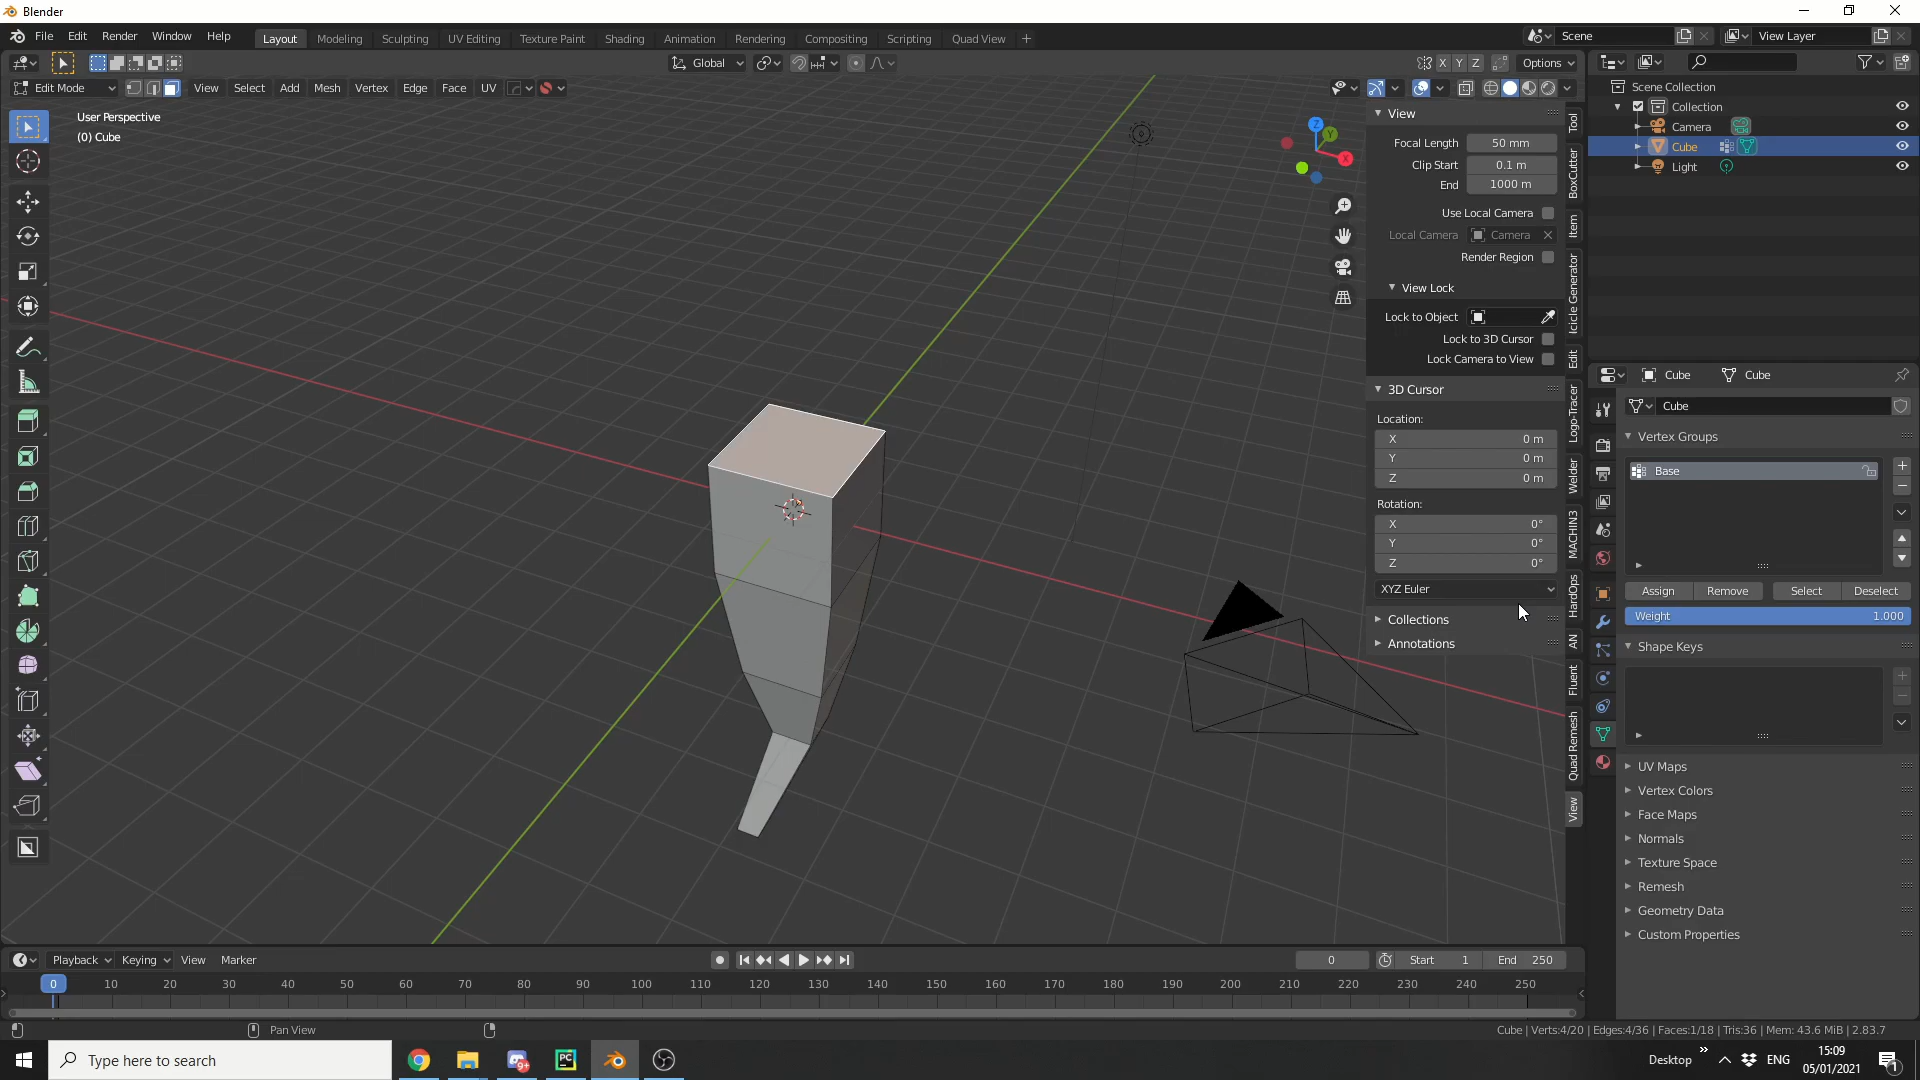 Blender
File Edit Render Window Help
Layout Modeling Sculpting UV Editing Texture Paint Shading Animation Rendering Compositing Scripting Quad View +
Scene
View Layer
Global
X Y Z
Options
Edit Mode
View Select Add Mesh Vertex Edge Face UV
User Perspective
(0) Cube
Z
Y
X
View
Focal Length 50 mm
Clip Start 0.1 m
End 1000 m
Use Local Camera
Local Camera Camera
Render Region
View Lock
Lock to Object
Lock to 3D Cursor
Lock Camera to View
3D Cursor
Location:
X 0 m
Y 0 m
Z 0 m
Rotation:
X 0°
Y 0°
Z 0°
XYZ Euler
Collections
Annotations
Tool
BoxCutter
Item
Icicle Generator
Edit
Logo-Tracer
Welder
MACHIN3
HardOps
AN
Fluent
Quad Remesh
View
Scene Collection
Collection
Camera
Cube
Light
Cube Cube
Cube
Vertex Groups
Base
Assign Remove Select Deselect
Weight 1.000
Shape Keys
UV Maps
Vertex Colors
Face Maps
Normals
Texture Space
Remesh
Geometry Data
Custom Properties
Playback Keying View Marker
0
Start 1
End 250
0 10 20 30 40 50 60 70 80 90 100 110 120 130 140 150 160 170 180 190 200 210 220 230 240 250
Pan View
Cube | Verts:4/20 | Edges:4/36 | Faces:1/18 | Tris:36 | Mem: 43.6 MiB | 2.83.7
Type here to search
PC
9+
Desktop
ENG
15:09
05/01/2021
1